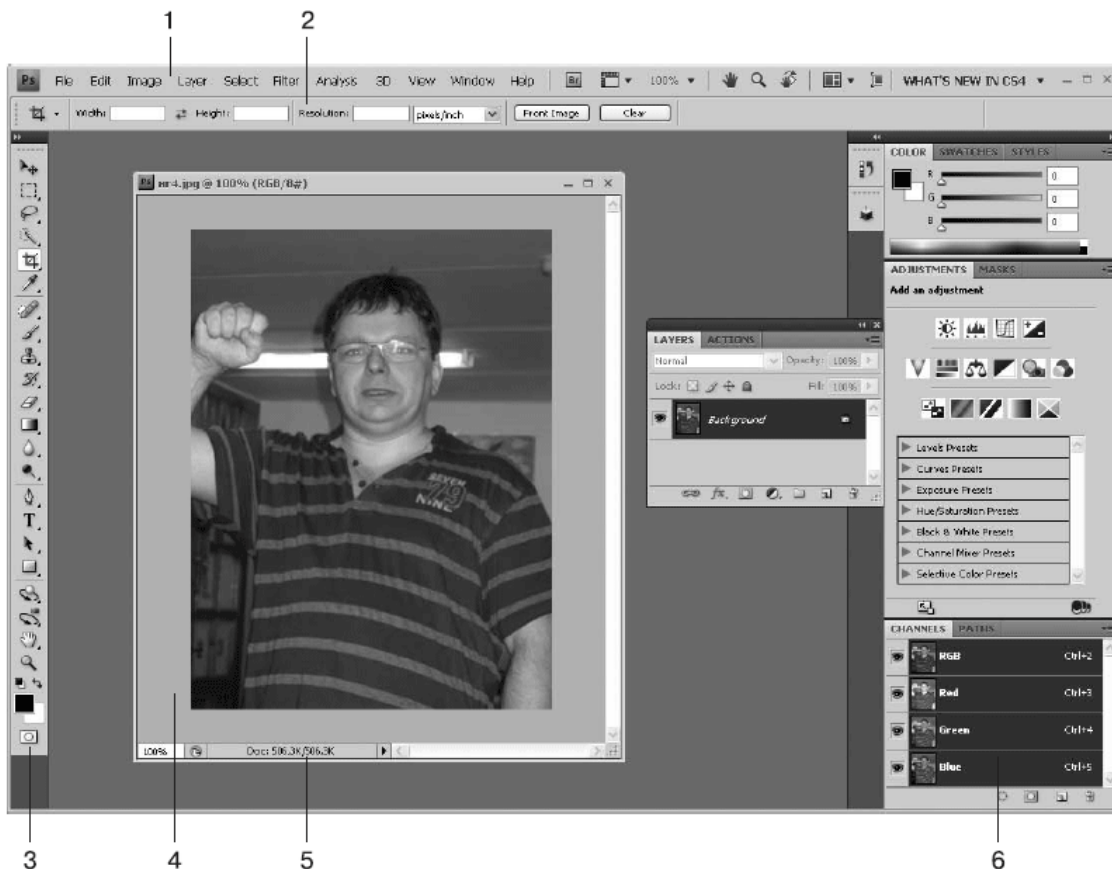 1 2
Ps File Edit Image Layer Select Filter Analysis 3D View Window Help Br 100% WHAT'S NEW IN CS4
Width: Height: Resolution: pixels/inch Front Image Clear
Ps нг4.jpg @ 100% (RGB/8#)
COLOR SWATCHES STYLES
R 0
G 0
B 0
ADJUSTMENTS MASKS
Add an adjustment
LAYERS ACTIONS
Normal Opacity: 100%
Lock: Fill: 100%
Background
SEVEN
79
NINE
Levels Presets
Curves Presets
Exposure Presets
Hue/Saturation Presets
Black & White Presets
Channel Mixer Presets
Selective Color Presets
T
CHANNELS PATHS
RGB Ctrl+2
Red Ctrl+3
Green Ctrl+4
Blue Ctrl+5
100% Doc: 506.3K/506.3K
3 4 5 6